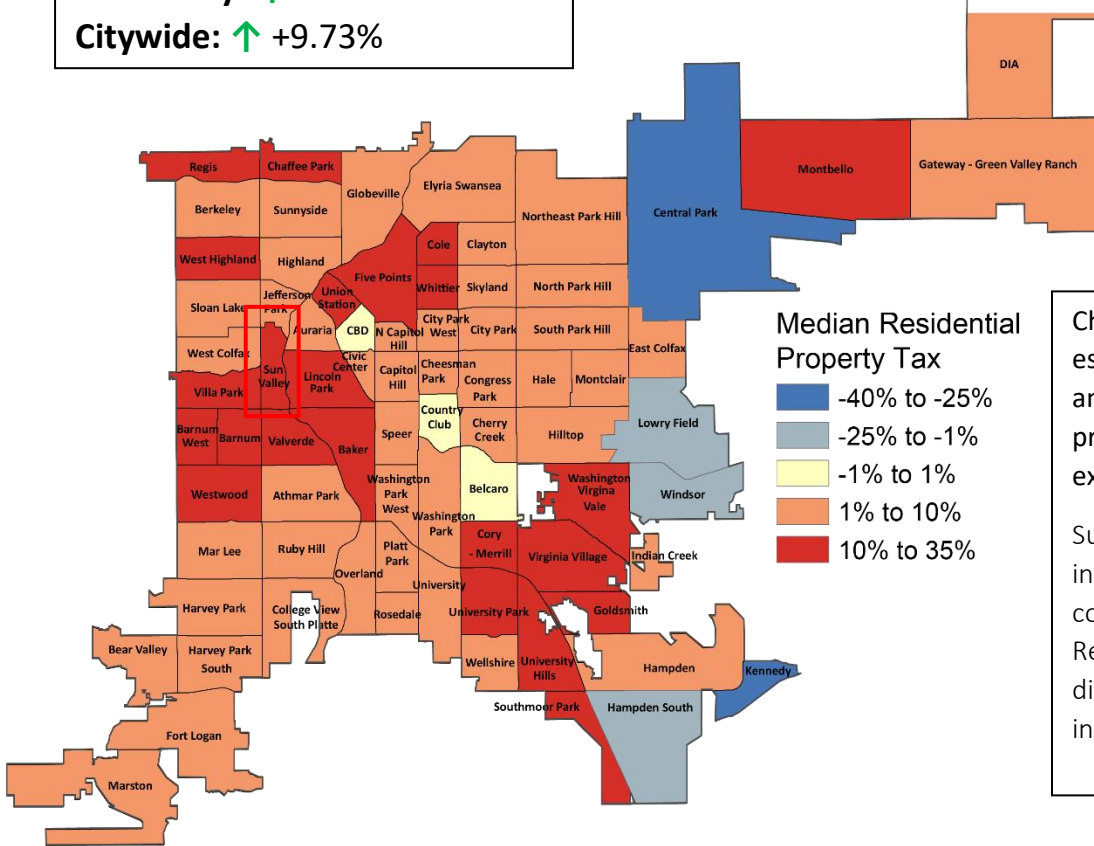 Citywide: ↑ +9.73%
DIA
Regis
Chaffee Park
Globeville
Elyria Swansea
Montbello
Gateway - Green Valley Ranch
Berkeley
Sunnyside
Northeast Park Hill
Central Park
West Highland
Highland
Cole
Clayton
Five Points
Sloan Lake
Jefferson
Park
Union
Station
Whittier
Skyland
North Park Hill
Auraria
CBD
N Capitol
Hill
City Park
West
City Park
South Park Hill
East Colfax
West Colfax
Civic
Center
Sun
Valley
Lincoln
Park
Capitol
Hill
Cheesman
Park
Congress
Park
Hale
Montclair
Villa Park
Country
Club
Cherry
Creek
Hilltop
Lowry Field
Barnum
West
Barnum
Valverde
Baker
Speer
Westwood
Athmar Park
Washington
Park
West
Washington
Park
Belcaro
Washington
Virgina
Vale
Windsor
Mar Lee
Ruby Hill
Overland
Platt
Park
Cory
- Merrill
Virginia Village
Indian Creek
University
Harvey Park
College View
South Platte
Rosedale
University Park
Goldsmith
Bear Valley
Harvey Park
South
Wellshire
University
Hills
Hampden
Kennedy
Southmoor Park
Hampden South
Fort Logan
Marston
Median Residential
Property Tax
-40% to -25%
-25% to -1%
-1% to 1%
1% to 10%
10% to 35%